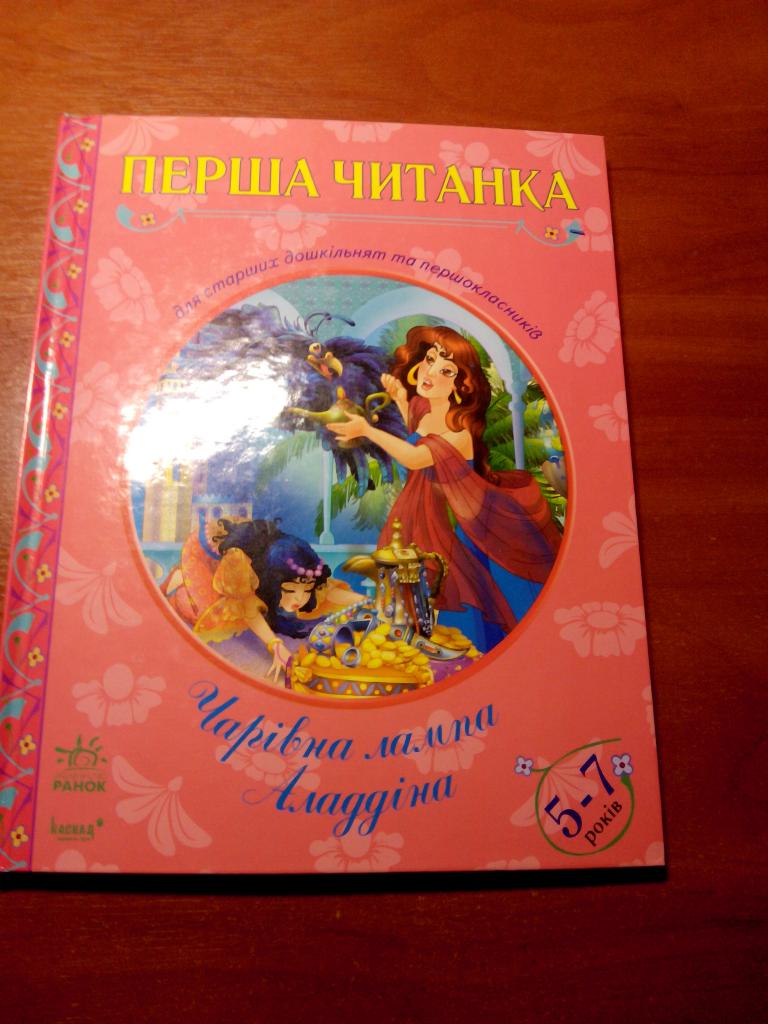 ПЕРША ЧИТАНКА
для старших дошкільнят та першокласників
Чарівна лампа
Аладдіна
5-7
років
РАНОК
КАСКАД